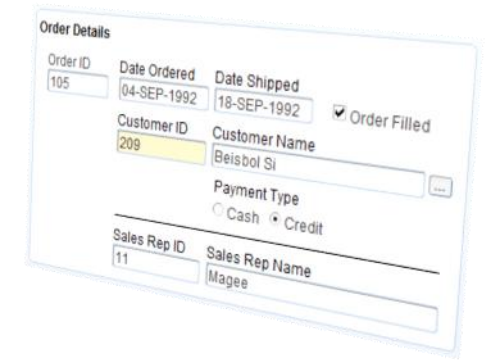 Order Details
Order ID Date Ordered Date Shipped
105 04-SEP-1992 18-SEP-1992 Order Filled
Customer ID Customer Name
209 Beisbol Si ...
Payment Type
Cash Credit
Sales Rep ID Sales Rep Name
11 Magee